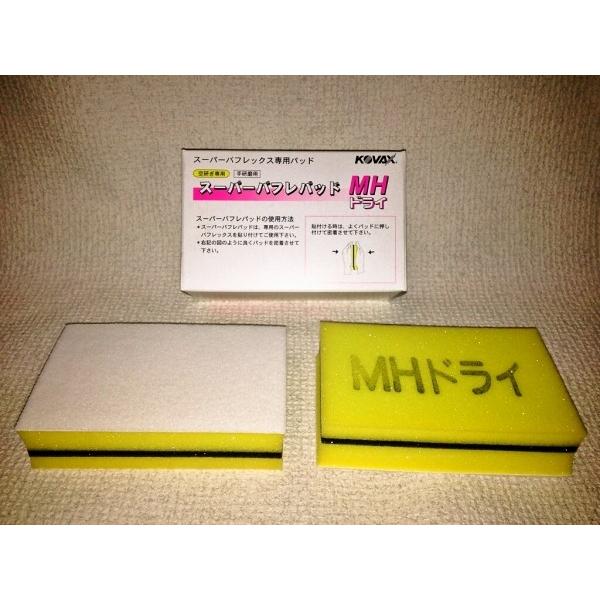 スーパーバフレックス専用パッド
KOVAX
空研ぎ専用 手研磨用
スーパーバフレパッド MH
ドライ
スーパーバフレパッドの使用方法
＊スーパーバフレパッドは、専用のスーパー
バフレックスを貼り付けてご使用下さい。
＊右記の図のように良くパッドを密着させて
下さい。
貼付ける時は、よくパッドに押し
付けて密着させて下さい。
MHドライ